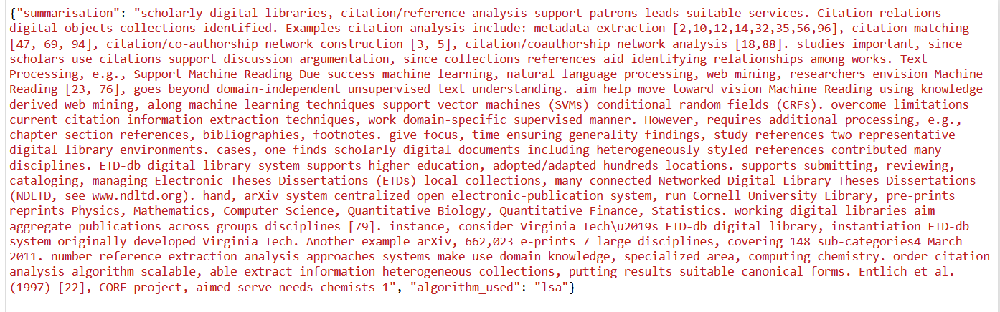 {"summarisation": "scholarly digital libraries, citation/reference analysis support patrons leads suitable services. Citation relations
digital objects collections identified. Examples citation analysis include: metadata extraction [2,10,12,14,32,35,56,96], citation matching
[47, 69, 94], citation/co-authorship network construction [3, 5], citation/coauthorship network analysis [18,88]. studies important, since
scholars use citations support discussion argumentation, since collections references aid identifying relationships among works. Text
Processing, e.g., Support Machine Reading Due success machine learning, natural language processing, web mining, researchers envision Machine
Reading [23, 76], goes beyond domain-independent unsupervised text understanding. aim help move toward vision Machine Reading using knowledge
derived web mining, along machine learning techniques support vector machines (SVMs) conditional random fields (CRFs). overcome limitations
current citation information extraction techniques, work domain-specific supervised manner. However, requires additional processing, e.g.,
chapter section references, bibliographies, footnotes. give focus, time ensuring generality findings, study references two representative
digital library environments. cases, one finds scholarly digital documents including heterogeneously styled references contributed many
disciplines. ETD-db digital library system supports higher education, adopted/adapted hundreds locations. supports submitting, reviewing,
cataloging, managing Electronic Theses Dissertations (ETDs) local collections, many connected Networked Digital Library Theses Dissertations
(NDLTD, see www.ndltd.org). hand, arXiv system centralized open electronic-publication system, run Cornell University Library, pre-prints
reprints Physics, Mathematics, Computer Science, Quantitative Biology, Quantitative Finance, Statistics. working digital libraries aim
aggregate publications across groups disciplines [79]. instance, consider Virginia Tech\u2019s ETD-db digital library, instantiation ETD-db
system originally developed Virginia Tech. Another example arXiv, 662,023 e-prints 7 large disciplines, covering 148 sub-categories4 March
2011. number reference extraction analysis approaches systems make use domain knowledge, specialized area, computing chemistry. order citation
analysis algorithm scalable, able extract information heterogeneous collections, putting results suitable canonical forms. Entlich et al.
(1997) [22], CORE project, aimed serve needs chemists 1", "algorithm_used": "lsa"}